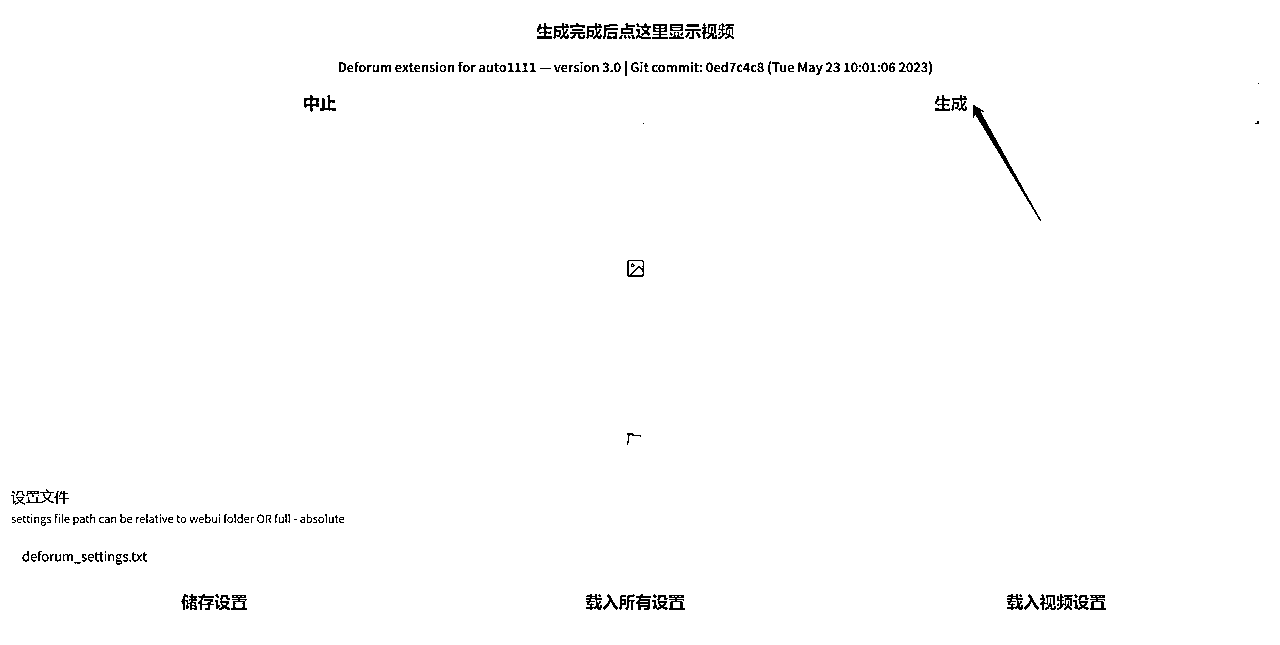 生成完成后点这里显示视频
Deforum extension for auto1111 — version 3.0 | Git commit: 0ed7c4c8 (Tue May 23 10:01:06 2023)
中止 生成
设置文件
settings file path can be relative to webui folder OR full - absolute
deforum_settings.txt
储存设置 载入所有设置 载入视频设置